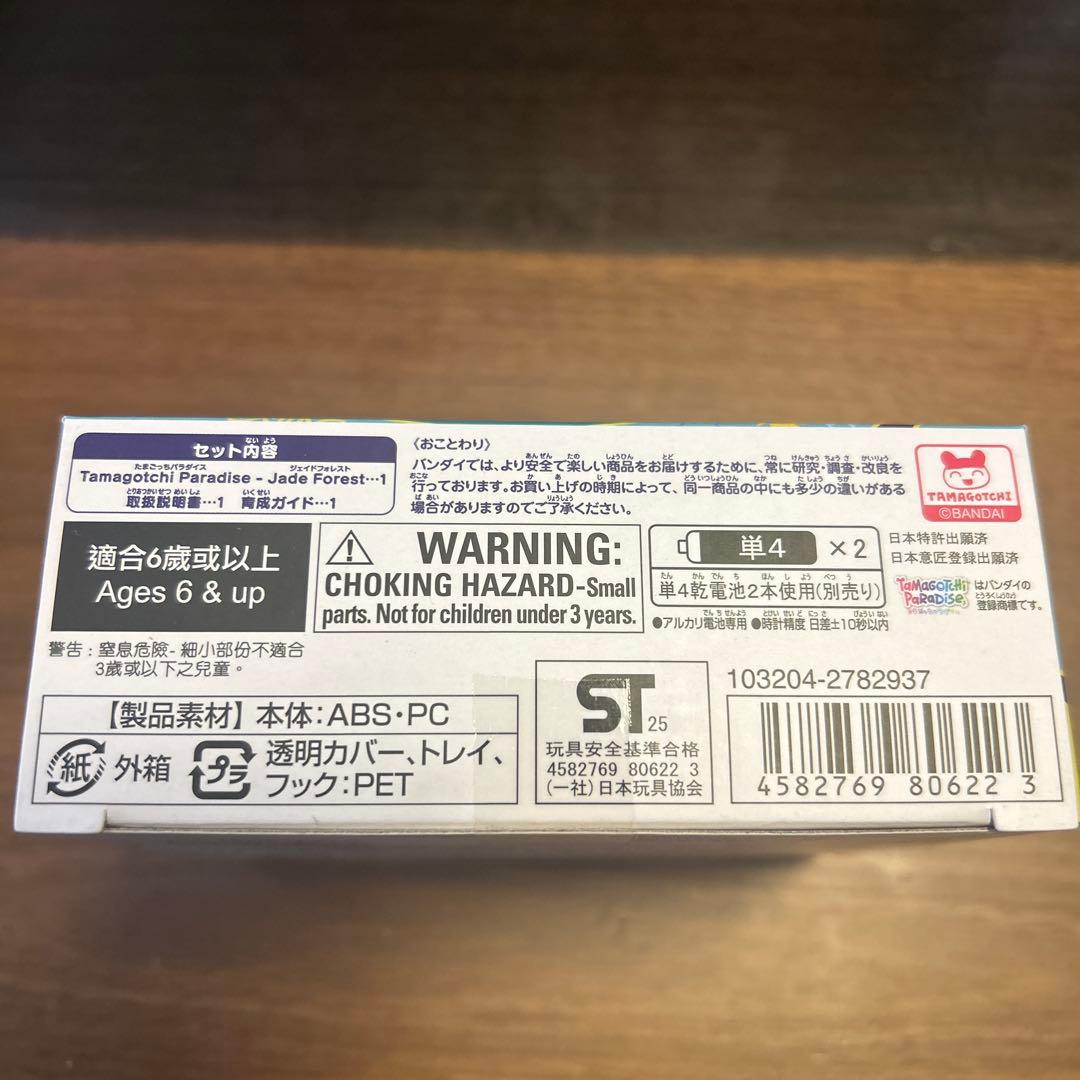 セット内容
Tamagotchi Paradise - Jade Forest…1
取扱説明書…1 育成ガイド…1
〈おことわり〉
バンダイでは、より安全で楽しい商品をお届けするために、常に研究・調査・改良を
行っております。お買い上げの時期によって、同一商品の中にも多少の違いがある
場合がありますのでご了承ください。
TAMAGOTCHI
©BANDAI
適合6歲或以上
Ages 6 & up
WARNING:
CHOKING HAZARD-Small
parts. Not for children under 3 years.
単4 ×2
単4乾電池2本使用(別売り)
●アルカリ電池専用 ●時計精度 日差±10秒以内
日本特許出願済
日本意匠登録出願済
TAMAGOTCHI PARADISE はバンダイの
登録商標です。
警告：窒息危險-細小部份不適合
3歲或以下之兒童。
【製品素材】本体：ABS・PC
紙 外箱
プラ 透明カバー、トレイ、
フック：PET
ST 25
玩具安全基準合格
4582769 80622 3
(一社)日本玩具協会
103204-2782937
4582769 80622 3